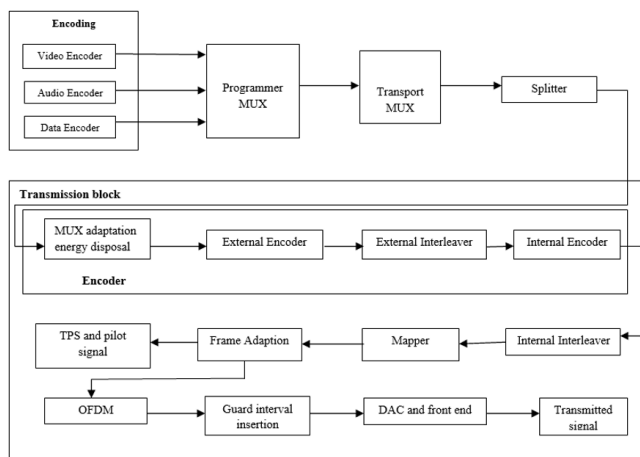 Encoding
Video Encoder
Audio Encoder
Data Encoder
Programmer
MUX
Transport
MUX
Splitter
Transmission block
MUX adaptation
energy disposal
External Encoder
External Interleaver
Internal Encoder
Encoder
TPS and pilot
signal
Frame Adaption
Mapper
Internal Interleaver
OFDM
Guard interval
insertion
DAC and front end
Transmitted
signal